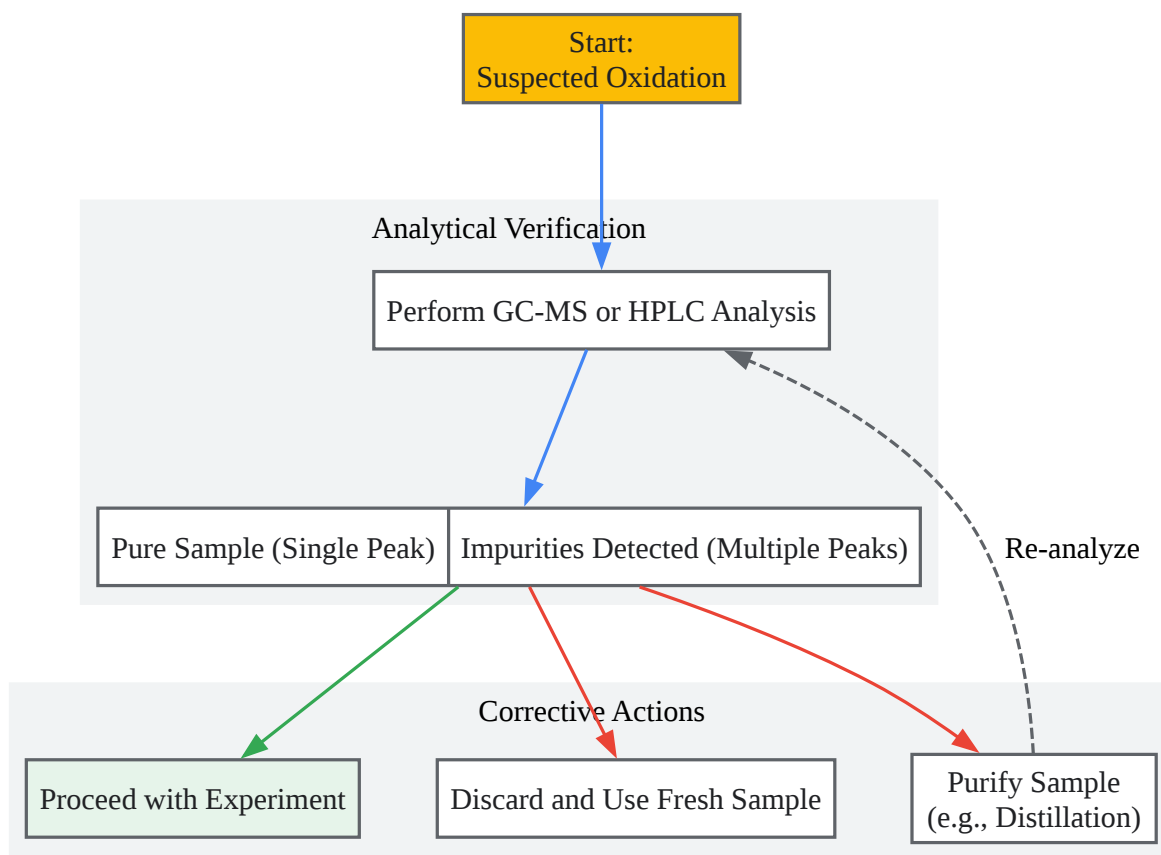 Start:
Suspected Oxidation
Analytical Verification
Perform GC-MS or HPLC Analysis
Pure Sample (Single Peak)
Impurities Detected (Multiple Peaks)
Re-analyze
Corrective Actions
Proceed with Experiment
Discard and Use Fresh Sample
Purify Sample
(e.g., Distillation)